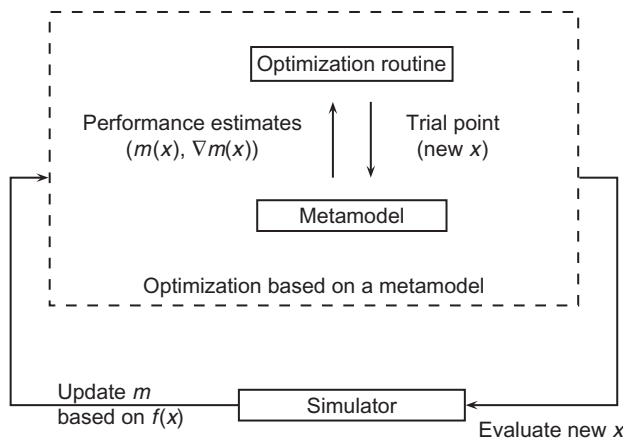 Optimization routine
Performance estimates
(m(x), ∇m(x))
Trial point
(new x)
Metamodel
Optimization based on a metamodel
Update m
based on f(x)
Simulator
Evaluate new x